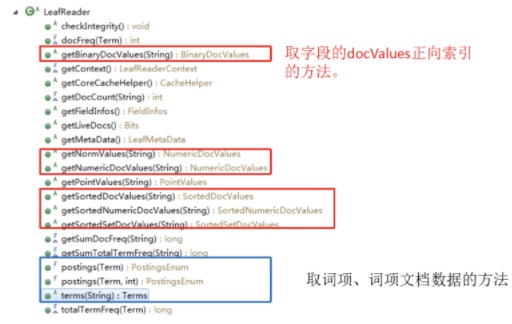 LeafReader
checkIntegrity() : void
docFreq(Term) : int
getBinaryDocValues(String) : BinaryDocValues
getContext() : LeafReaderContext
getCoreCacheHelper() : CacheHelper
getDocCount(String) : int
getFieldInfos() : FieldInfos
getLiveDocs() : Bits
getMetaData() : LeafMetaData
getNormValues(String) : NumericDocValues
getNumericDocValues(String) : NumericDocValues
getPointValues(String) : PointValues
getSortedDocValues(String) : SortedDocValues
getSortedNumericDocValues(String) : SortedNumericDocValues
getSortedSetDocValues(String) : SortedSetDocValues
getSumDocFreq(String) : long
getSumTotalTermFreq(String) : long
postings(Term) : PostingsEnum
postings(Term, int) : PostingsEnum
terms(String) : Terms
totalTermFreq(Term) : long
取字段的docValues正向索引
的方法。
取词项、词项文档数据的方法